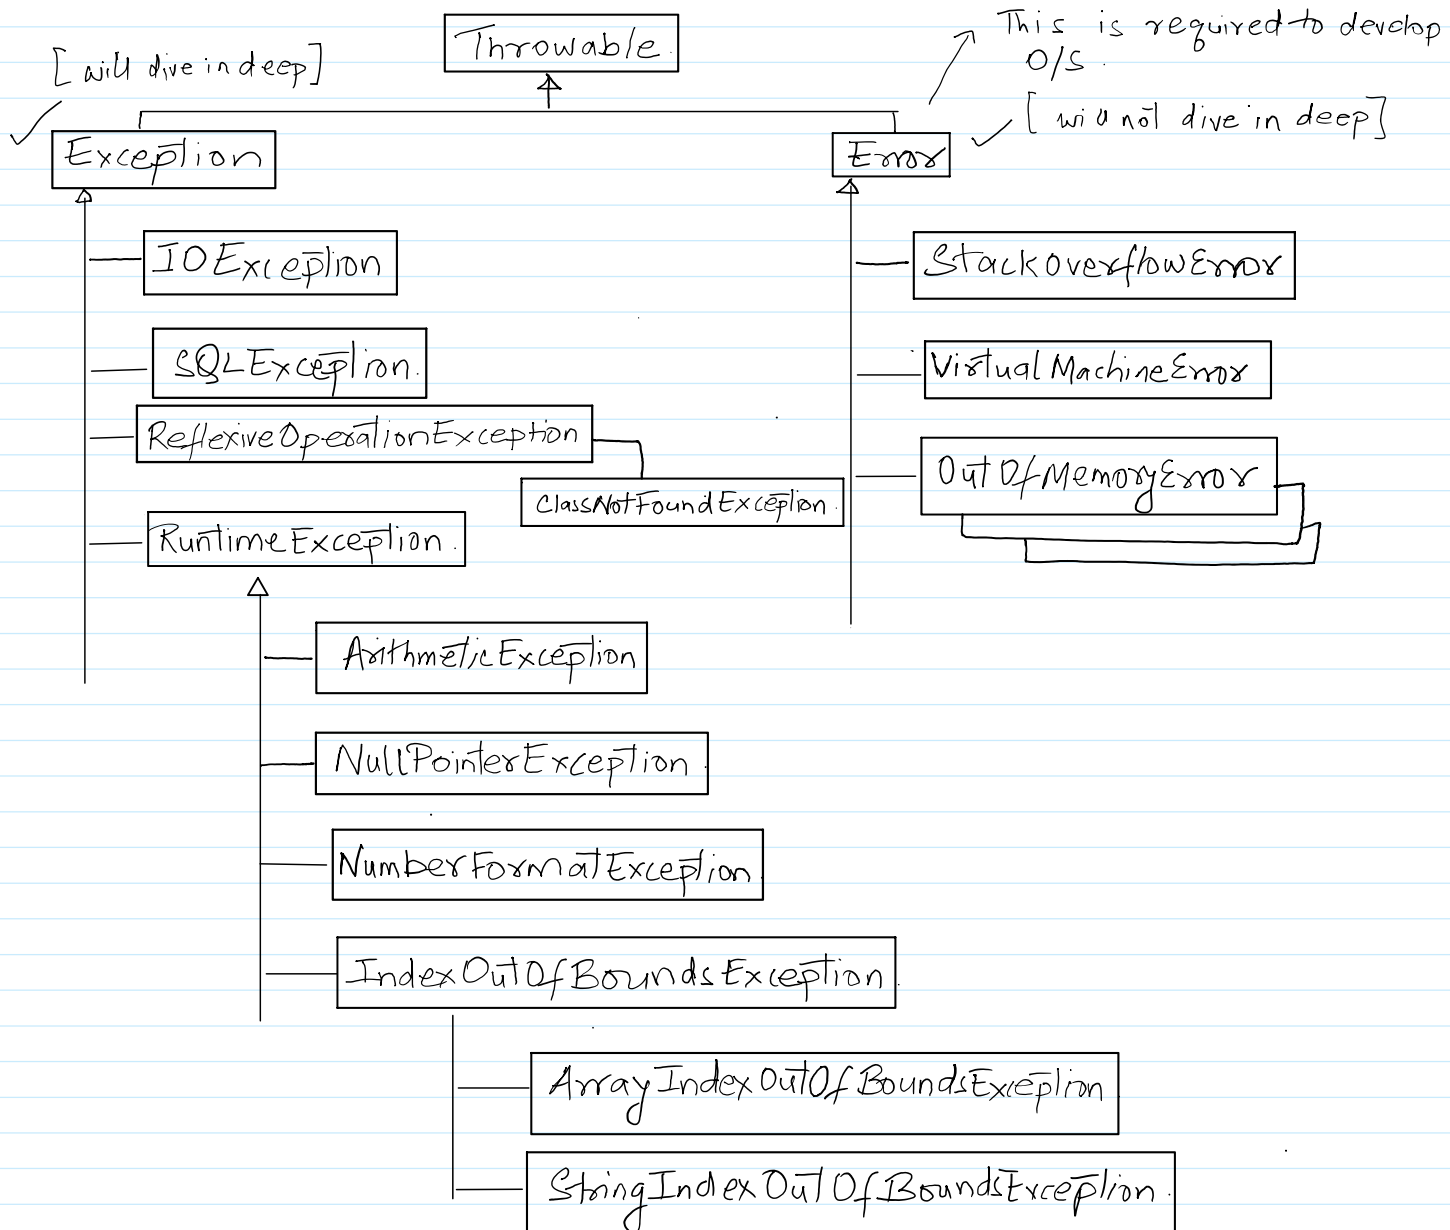 Throwable.
This is required to develop
O/S.
[will dive in deep]
[will not dive in deep]
Exception
Error
IOException
StackOverflowError
SQLException.
VirtualMachineError
ReflexiveOperationException
OutOfMemoryError
ClassNotFoundException.
RuntimeException.
ArithmeticException
NullPointerException
NumberFormatException
IndexOutOfBoundsException
ArrayIndexOutOfBoundsException
StringIndexOutOfBoundsException